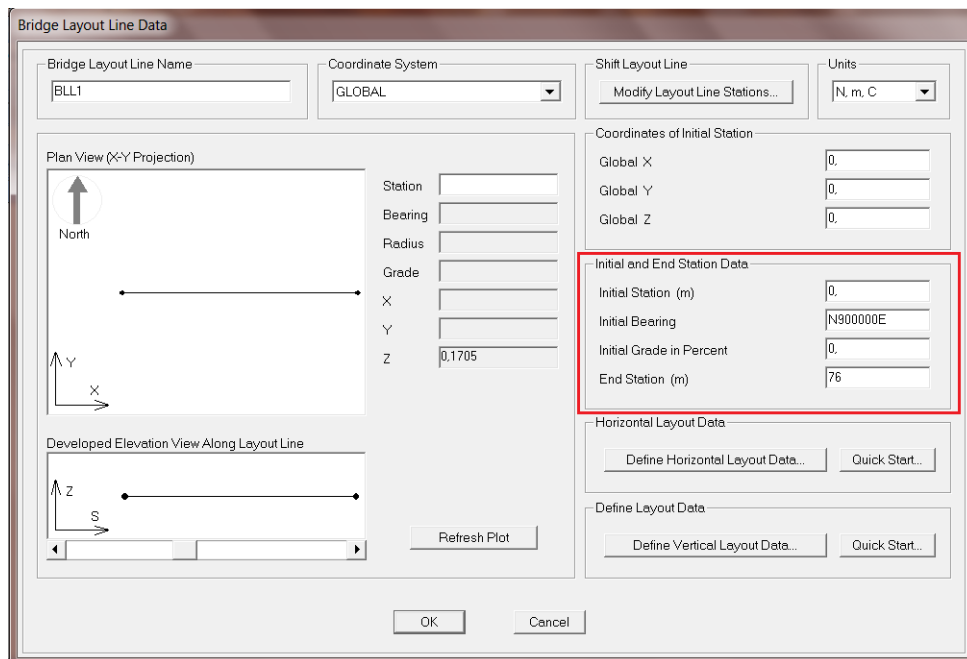 Bridge Layout Line Data
Bridge Layout Line Name
BLL1
Coordinate System
GLOBAL
Shift Layout Line
Modify Layout Line Stations...
Units
N, m, C
Plan View (X-Y Projection)
North
Y
X
Station
Bearing
Radius
Grade
X
Y
Z 0,1705
Coordinates of Initial Station
Global X 0,
Global Y 0,
Global Z 0,
Initial and End Station Data
Initial Station (m) 0,
Initial Bearing N900000E
Initial Grade in Percent 0,
End Station (m) 76
Developed Elevation View Along Layout Line
Z
S
Refresh Plot
Horizontal Layout Data
Define Horizontal Layout Data... Quick Start...
Define Layout Data
Define Vertical Layout Data... Quick Start...
OK Cancel